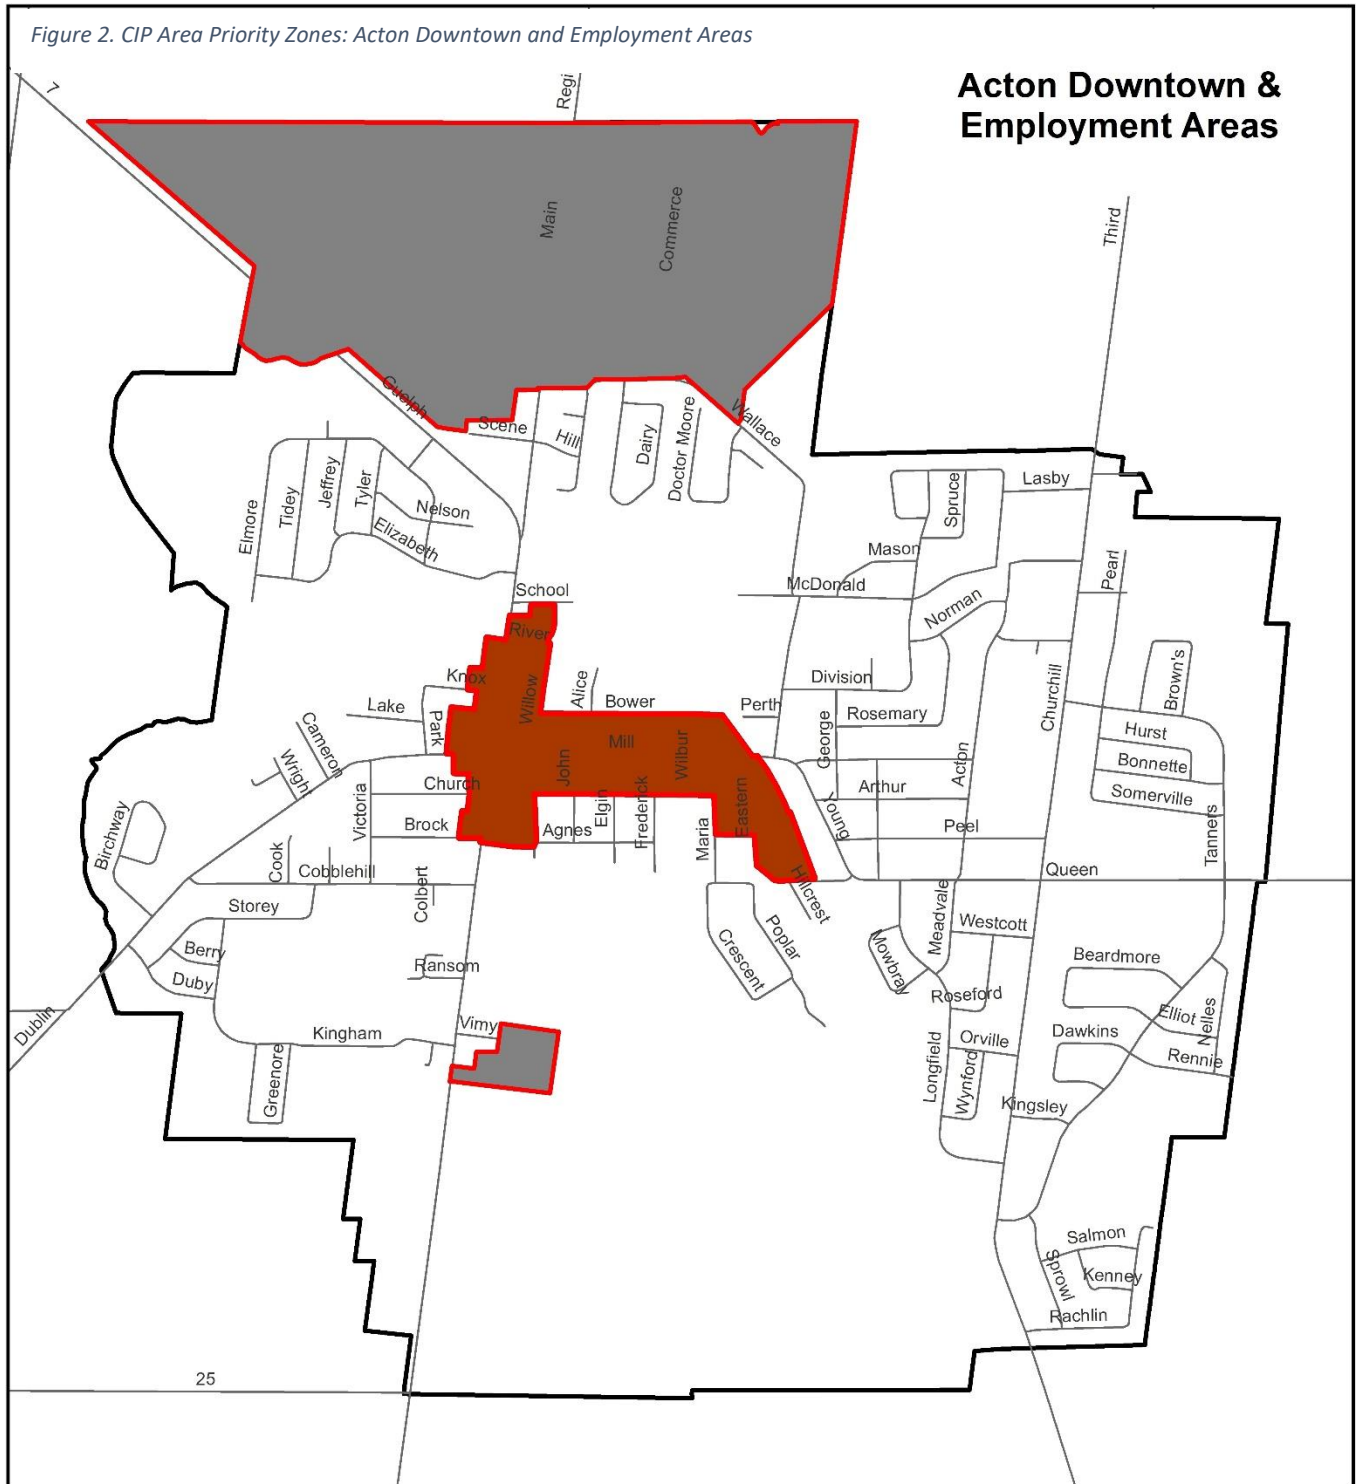 Figure 2. CIP Area Priority Zones: Acton Downtown and Employment Areas
Acton Downtown &
Employment Areas
7
Regi
Main
Commerce
Third
Guelph
Scene
Hill
Dairy
Doctor Moore
Wallace
Elmore
Tidey
Jeffrey
Tyler
Nelson
Elizabeth
Spruce
Lasby
Mason
McDonald
School
River
Norman
Pearl
Knox
Willow
Alice
Bower
Division
Brown's
Lake
Park
Perth
George
Rosemary
Churchill
Cameron
Wright
Mill
Wilbur
John
Acton
Hurst
Bonnette
Somerville
Church
Victoria
Brock
Agnes
Elgin
Frederick
Maria
Eastern
Young
Arthur
Peel
Tanners
Birchway
Cook
Cobblehill
Colbert
Hillcrest
Queen
Storey
Crescent
Poplar
Meadvale
Westcott
Mowbray
Berry
Duby
Ransom
Roseford
Beardmore
Elliot
Nelles
Dublin
Kingham
Vimy
Longfield
Orville
Wynford
Dawkins
Rennie
Greenore
Kingsley
Salmon
Sprowl
Kenney
Rachlin
25